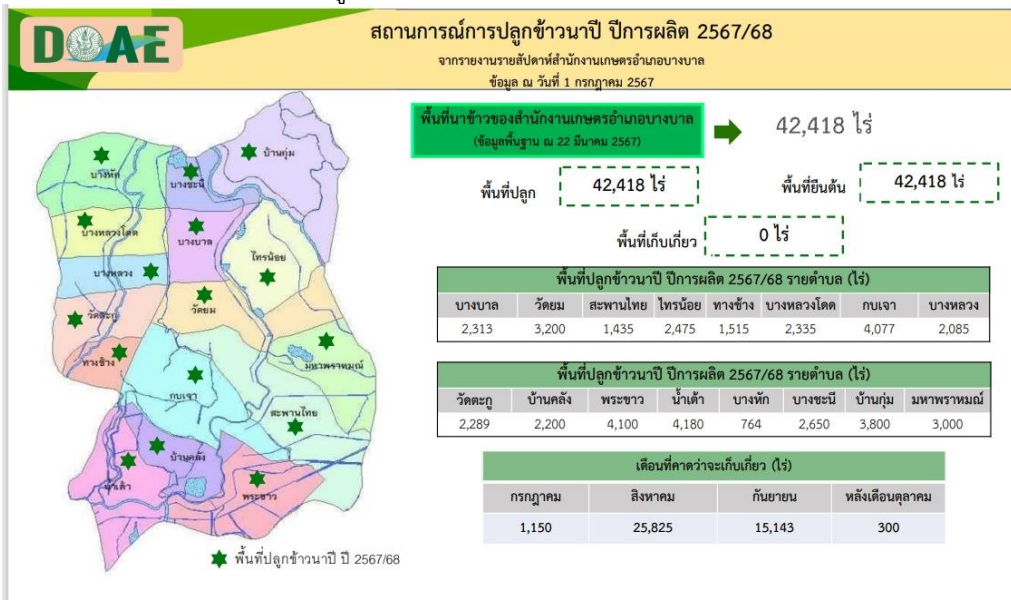 DOAE
สถานการณ์การปลูกข้าวนาปี ปีการผลิต 2567/68
จากรายงานรายสัปดาห์สำนักงานเกษตรอำเภอบางบาล
ข้อมูล ณ วันที่ 1 กรกฎาคม 2567
พื้นที่นาข้าวของสำนักงานเกษตรอำเภอบางบาล
(ข้อมูลพื้นฐาน ณ 22 มีนาคม 2567)
42,418 ไร่
พื้นที่ปลูก 42,418 ไร่ พื้นที่ยืนต้น 42,418 ไร่
พื้นที่เก็บเกี่ยว 0 ไร่
พื้นที่ปลูกข้าวนาปี ปีการผลิต 2567/68 รายตำบล (ไร่)
บางบาล วัดยม สะพานไทย ไทรน้อย ทางช้าง บางหลวงโดด กบเจา บางหลวง
2,313 3,200 1,435 2,475 1,515 2,335 4,077 2,085
พื้นที่ปลูกข้าวนาปี ปีการผลิต 2567/68 รายตำบล (ไร่)
วัดตะกู บ้านคลัง พระขาว น้ำเต้า บางหัก บางชะนี บ้านกุ่ม มหาพราหมณ์
2,289 2,200 4,100 4,180 764 2,650 3,800 3,000
เดือนที่คาดว่าจะเก็บเกี่ยว (ไร่)
กรกฎาคม สิงหาคม กันยายน หลังเดือนตุลาคม
1,150 25,825 15,143 300
บ้านกุ่ม
บางหัก
บางชะนี
บางหลวงโดด
บางบาล
ไทรน้อย
บางหลวง
วัดตะกู
วัดยม
ทางช้าง
มหาพราหมณ์
กบเจา
สะพานไทย
บ้านคลัง
น้ำเต้า
พระขาว
พื้นที่ปลูกข้าวนาปี ปี 2567/68